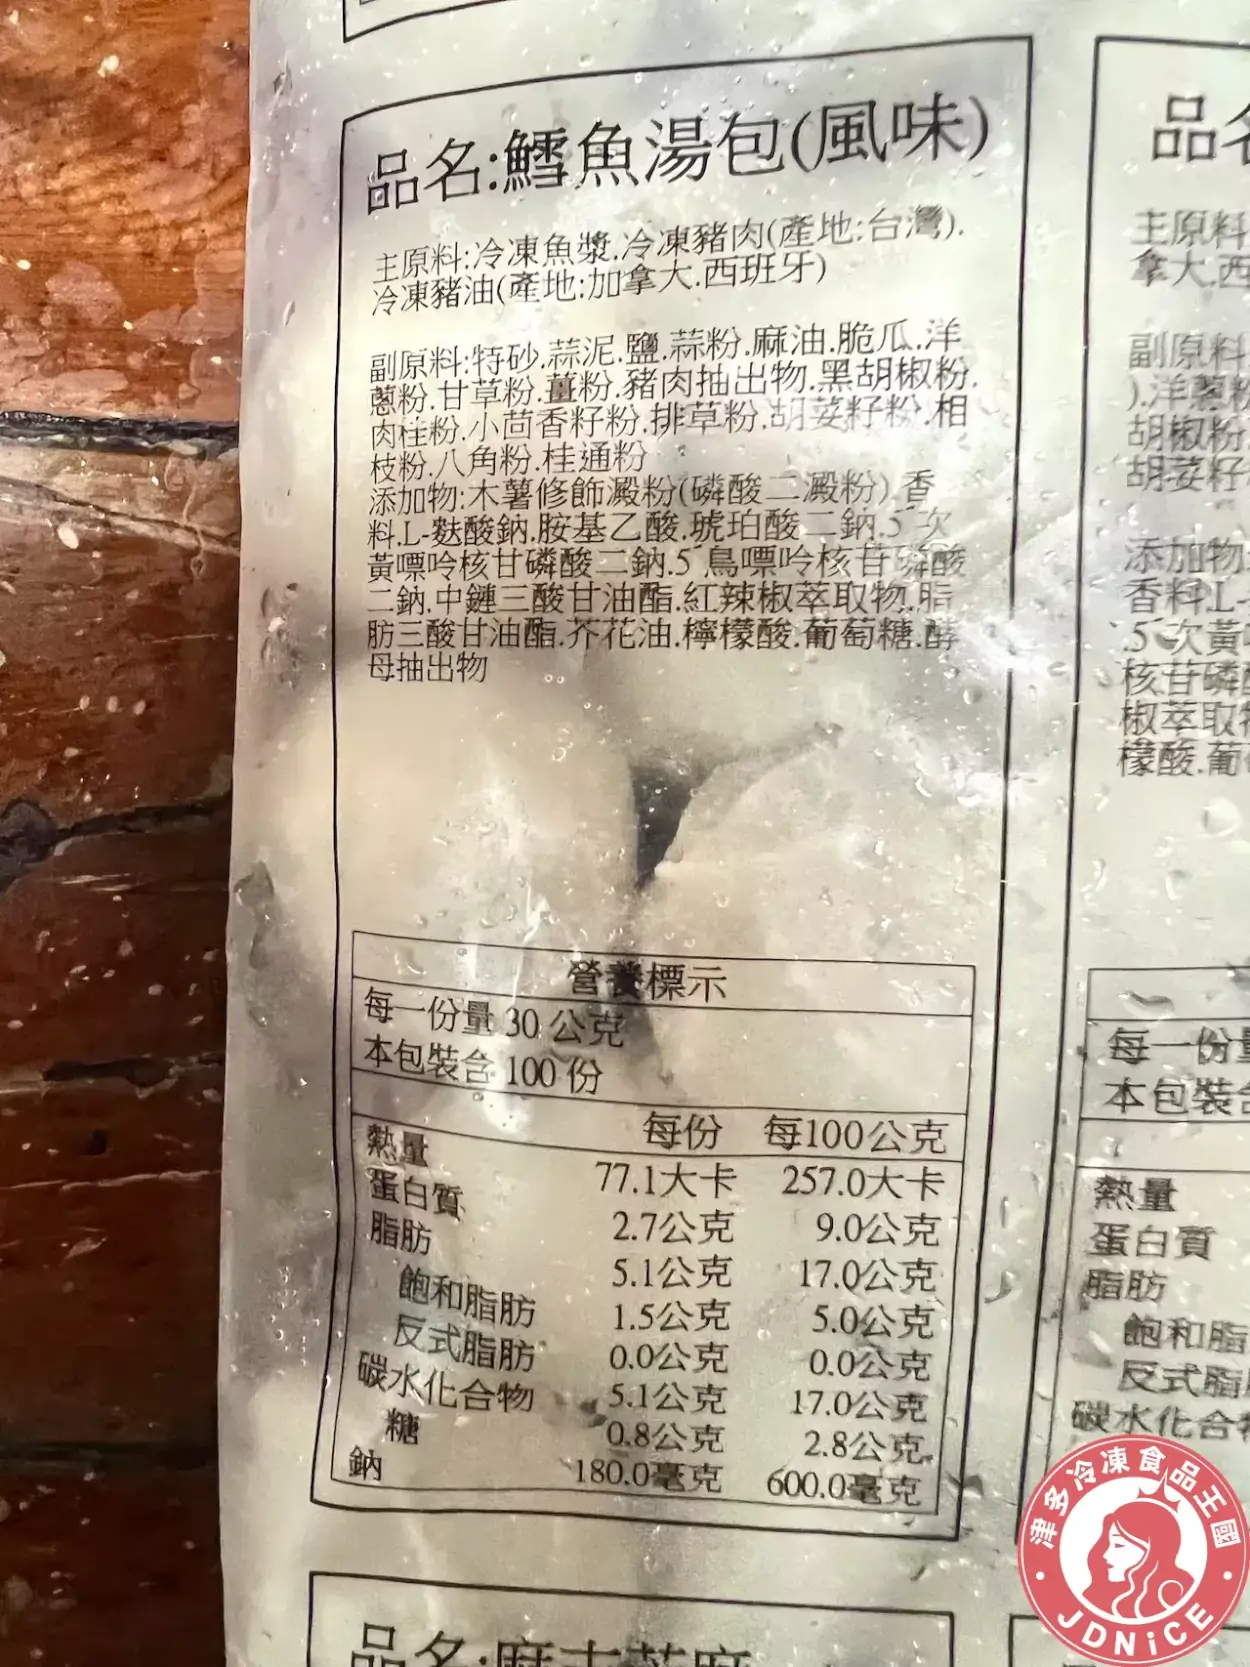 品名:鱈魚湯包(風味)
主原料:冷凍魚漿.冷凍豬肉(產地:台灣).
冷凍豬油(產地:加拿大.西班牙)
副原料:特砂.蒜泥.鹽.蒜粉.麻油.脆瓜.洋
蔥粉.甘草粉.薑粉.豬肉抽出物.黑胡椒粉.
肉桂粉.小茴香籽粉.排草粉.胡荽籽粉.相
枝粉.八角粉.桂通粉
添加物:木薯修飾澱粉(磷酸二澱粉).香
料.L-麩酸鈉.胺基乙酸.琥珀酸二鈉.5´次
黃嘌呤核甘磷酸二鈉.5´鳥嘌呤核苷磷酸
二鈉.中鏈三酸甘油酯.紅辣椒萃取物.脂
肪三酸甘油酯.芥花油.檸檬酸.葡萄糖.酵
母抽出物
營養標示
每一份量 30 公克
本包裝含 100 份
每份 每100公克
熱量 77.1大卡 257.0大卡
蛋白質 2.7公克 9.0公克
脂肪 5.1公克 17.0公克
飽和脂肪 1.5公克 5.0公克
反式脂肪 0.0公克 0.0公克
碳水化合物 5.1公克 17.0公克
糖 0.8公克 2.8公克
鈉 180.0毫克 600.0毫克
品
主原料
拿大.西
副原料
).洋蔥粉
胡椒粉
胡荽籽
添加物
香料.L-
.5´次黃
核苷磷
椒萃取
檬酸.葡
每一份量
本包裝含
熱量
蛋白質
脂肪
飽和脂
反式脂
碳水化合
品名:
津多冷凍食品王國
JDNiCE